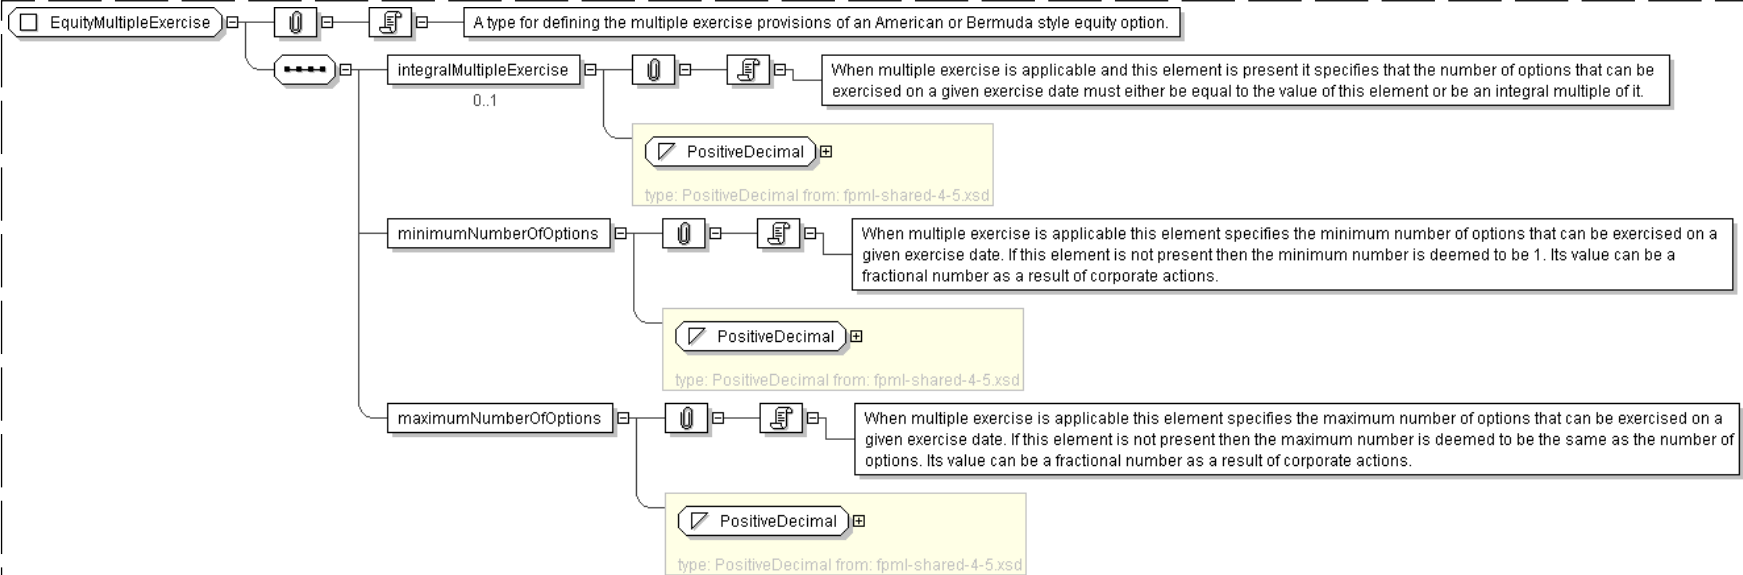 EquityMultipleExercise
A type for defining the multiple exercise provisions of an American or Bermuda style equity option.
integralMultipleExercise
0..1
When multiple exercise is applicable and this element is present it specifies that the number of options that can be
exercised on a given exercise date must either be equal to the value of this element or be an integral multiple of it.
PositiveDecimal
type: PositiveDecimal from: fpml-shared-4-5.xsd
minimumNumberOfOptions
When multiple exercise is applicable this element specifies the minimum number of options that can be exercised on a
given exercise date. If this element is not present then the minimum number is deemed to be 1. Its value can be a
fractional number as a result of corporate actions.
PositiveDecimal
type: PositiveDecimal from: fpml-shared-4-5.xsd
maximumNumberOfOptions
When multiple exercise is applicable this element specifies the maximum number of options that can be exercised on a
given exercise date. If this element is not present then the maximum number is deemed to be the same as the number of
options. Its value can be a fractional number as a result of corporate actions.
PositiveDecimal
type: PositiveDecimal from: fpml-shared-4-5.xsd